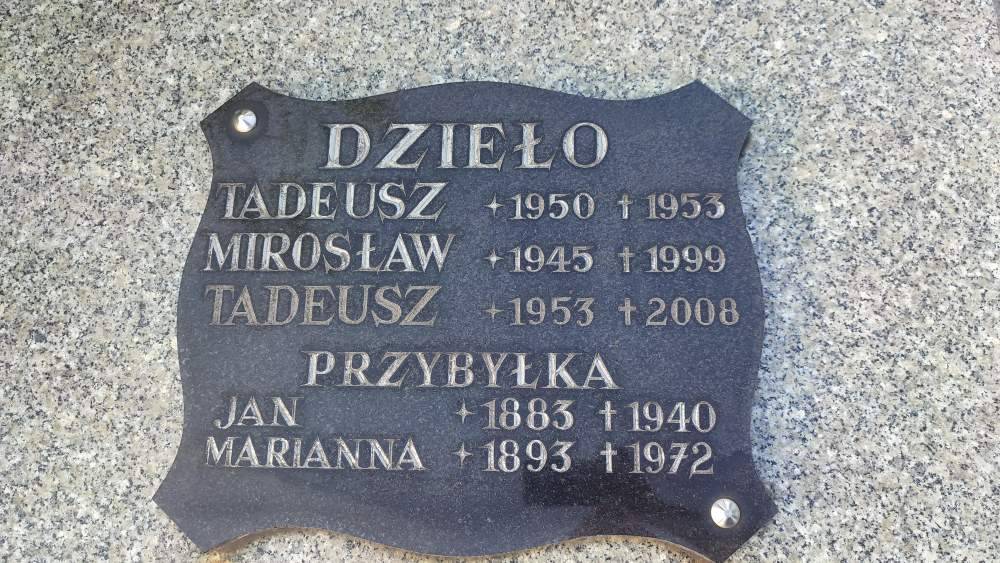 DZIEŁO
TADEUSZ ✦1950 †1953
MIROSŁAW ✦1945 †1999
TADEUSZ ✦1953 †2008
PRZYBYŁKA
JAN ✦1883 †1940
MARIANNA ✦1893 †1972